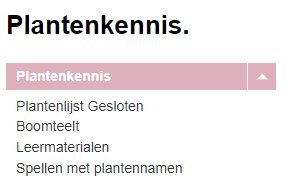 Plantenkennis.
Plantenkennis
Plantenlijst Gesloten
Boomteelt
Leermaterialen
Spellen met plantennamen